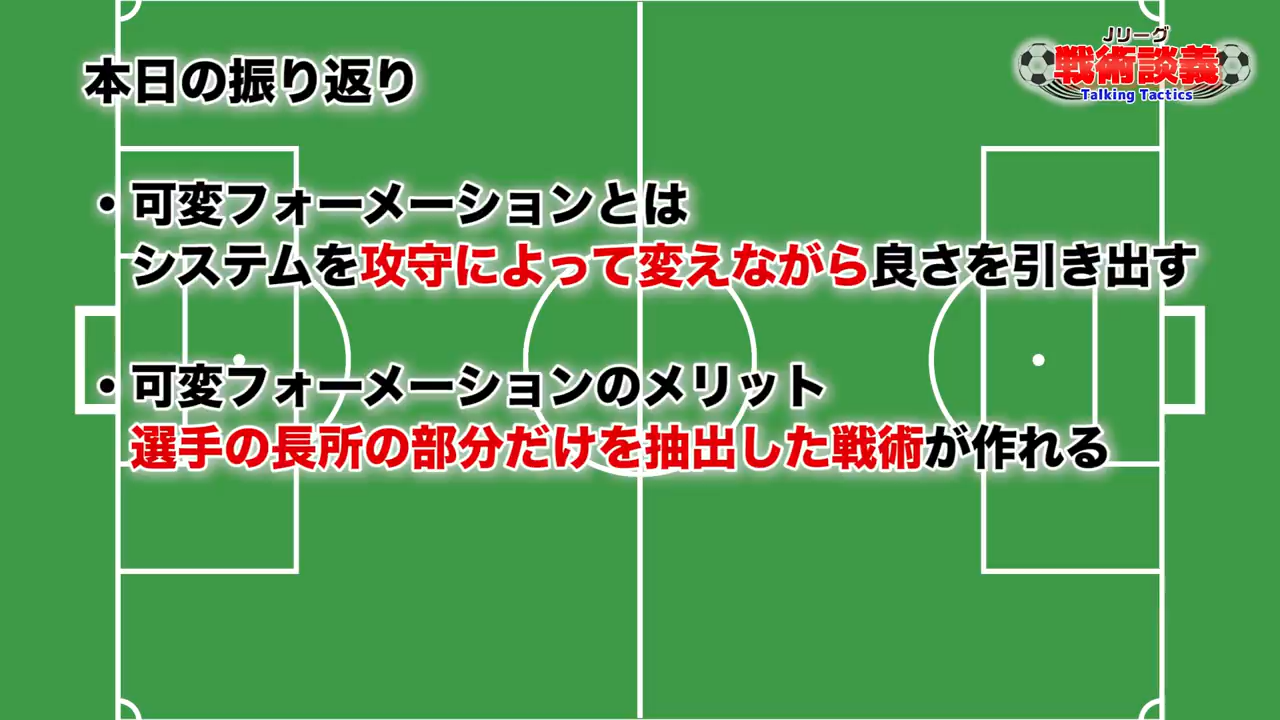 Jリーグ
戦術談義
Talking Tactics
本日の振り返り
・可変フォーメーションとは
システムを攻守によって変えながら良さを引き出す
・可変フォーメーションのメリット
選手の長所の部分だけを抽出した戦術が作れる